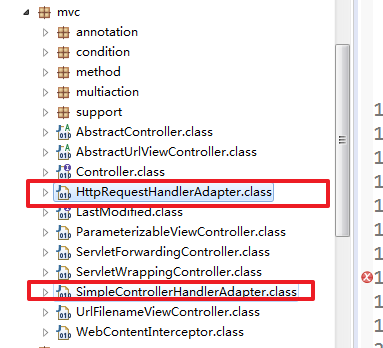 mvc
annotation
condition
method
multiaction
support
AbstractController.class
AbstractUrlViewController.class
Controller.class
HttpRequestHandlerAdapter.class
LastModified.class
ParameterizableViewController.class
ServletForwardingController.class
ServletWrappingController.class
SimpleControllerHandlerAdapter.class
UrlFilenameViewController.class
WebContentInterceptor.class
1
1
1
1
1
1
1
1
1
1
1
1